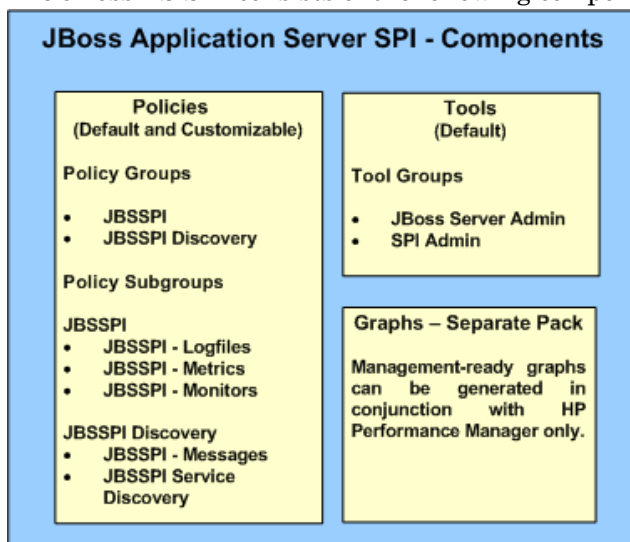 JBoss Application Server SPI - Components
Policies
(Default and Customizable)
Policy Groups
• JBSSPI
• JBSSPI Discovery
Policy Subgroups
JBSSPI
• JBSSPI - Logfiles
• JBSSPI - Metrics
• JBSSPI - Monitors
JBSSPI Discovery
• JBSSPI - Messages
• JBSSPI Service
Discovery
Tools
(Default)
Tool Groups
• JBoss Server Admin
• SPI Admin
Graphs – Separate Pack
Management-ready graphs
can be generated in
conjunction with HP
Performance Manager only.